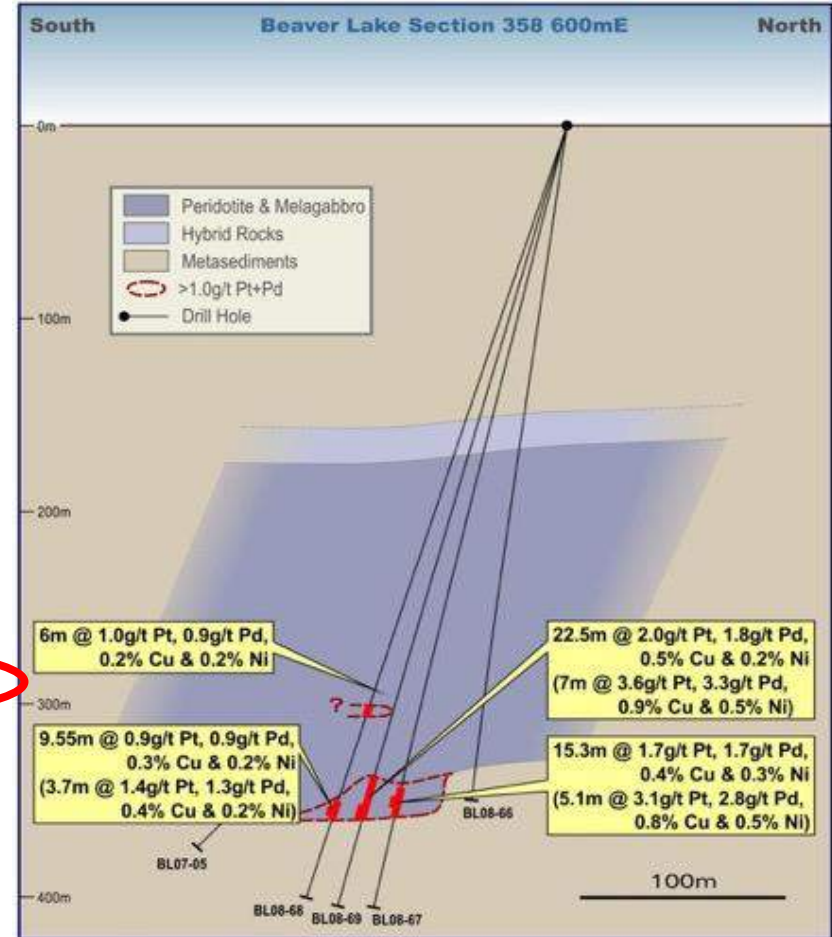 South Beaver Lake Section 358 600mE North
0m
Peridotite & Melagabbro
Hybrid Rocks
Metasediments
>1.0g/t Pt+Pd
Drill Hole
100m
200m
6m @ 1.0g/t Pt, 0.9g/t Pd,
0.2% Cu & 0.2% Ni
22.5m @ 2.0g/t Pt, 1.8g/t Pd,
0.5% Cu & 0.2% Ni
(7m @ 3.6g/t Pt, 3.3g/t Pd,
0.9% Cu & 0.5% Ni)
300m
?
9.55m @ 0.9g/t Pt, 0.9g/t Pd,
0.3% Cu & 0.2% Ni
(3.7m @ 1.4g/t Pt, 1.3g/t Pd,
0.4% Cu & 0.2% Ni)
15.3m @ 1.7g/t Pt, 1.7g/t Pd,
0.4% Cu & 0.3% Ni
(5.1m @ 3.1g/t Pt, 2.8g/t Pd,
0.8% Cu & 0.5% Ni)
BL08-66
BL07-05
100m
400m
BL08-68
BL08-69
BL08-67